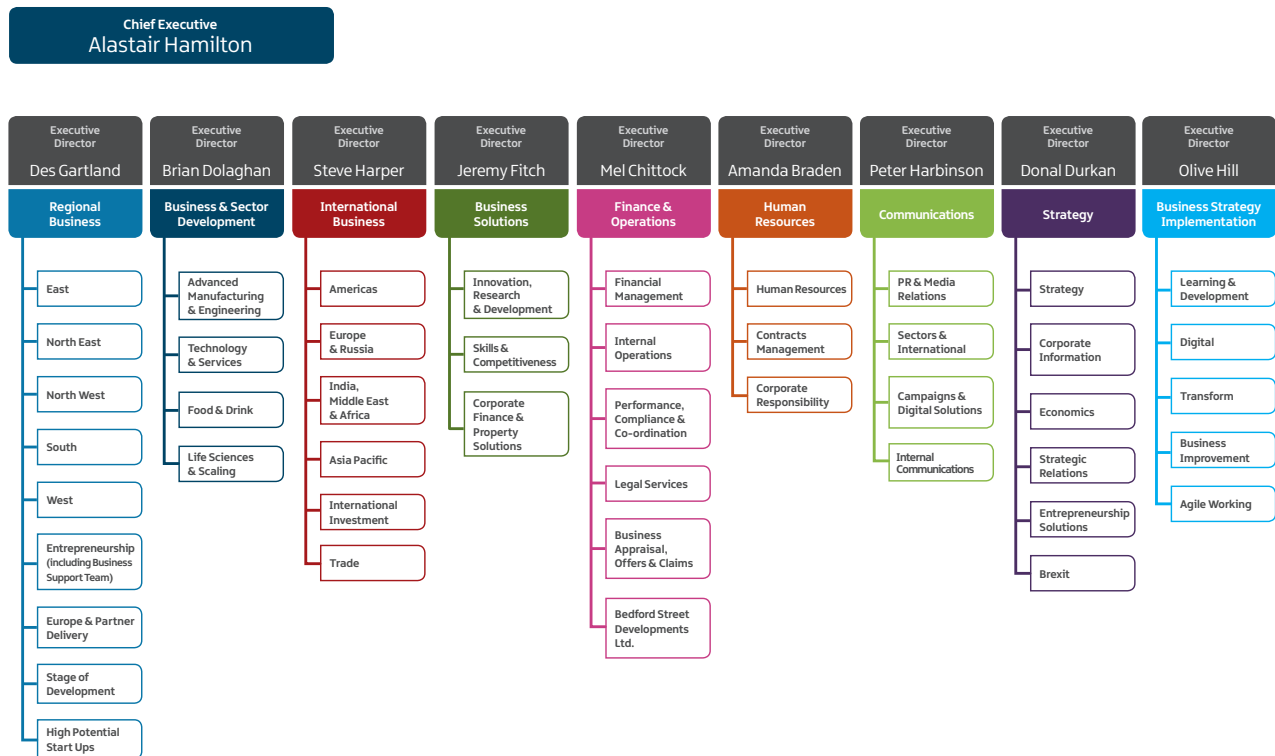 Chief Executive
Alastair Hamilton
Executive
Director
Des Gartland
Regional
Business
East
North East
North West
South
West
Entrepreneurship
(including Business
Support Team)
Europe & Partner
Delivery
Stage of
Development
High Potential
Start Ups
Executive
Director
Brian Dolaghan
Business & Sector
Development
Advanced
Manufacturing
& Engineering
Technology
& Services
Food & Drink
Life Sciences
& Scaling
Executive
Director
Steve Harper
International
Business
Americas
Europe
& Russia
India,
Middle East
& Africa
Asia Pacific
International
Investment
Trade
Executive
Director
Jeremy Fitch
Business
Solutions
Innovation,
Research
& Development
Skills &
Competitiveness
Corporate
Finance &
Property
Solutions
Executive
Director
Mel Chittock
Finance &
Operations
Financial
Management
Internal
Operations
Performance,
Compliance &
Co-ordination
Legal Services
Business
Appraisal,
Offers & Claims
Bedford Street
Developments
Ltd.
Executive
Director
Amanda Braden
Human
Resources
Human Resources
Contracts
Management
Corporate
Responsibility
Executive
Director
Peter Harbinson
Communications
PR & Media
Relations
Sectors &
International
Campaigns &
Digital Solutions
Internal
Communications
Executive
Director
Donal Durkan
Strategy
Strategy
Corporate
Information
Economics
Strategic
Relations
Entrepreneurship
Solutions
Brexit
Executive
Director
Olive Hill
Business Strategy
Implementation
Learning &
Development
Digital
Transform
Business
Improvement
Agile Working